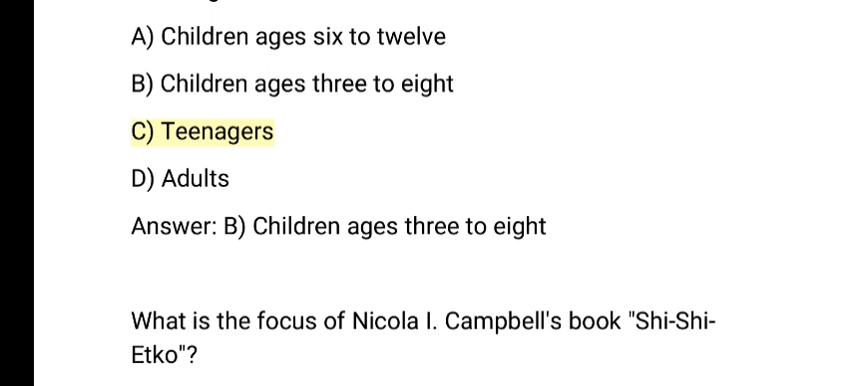 A) Children ages six to twelve
B) Children ages three to eight
C) Teenagers
D) Adults
Answer: B) Children ages three to eight
What is the focus of Nicola I. Campbell's book "Shi-Shi-
Etko"?